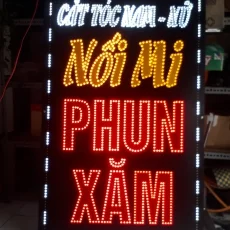 CẮT TÓC NAM - NỮ
Nối Mi
PHUN
XĂM